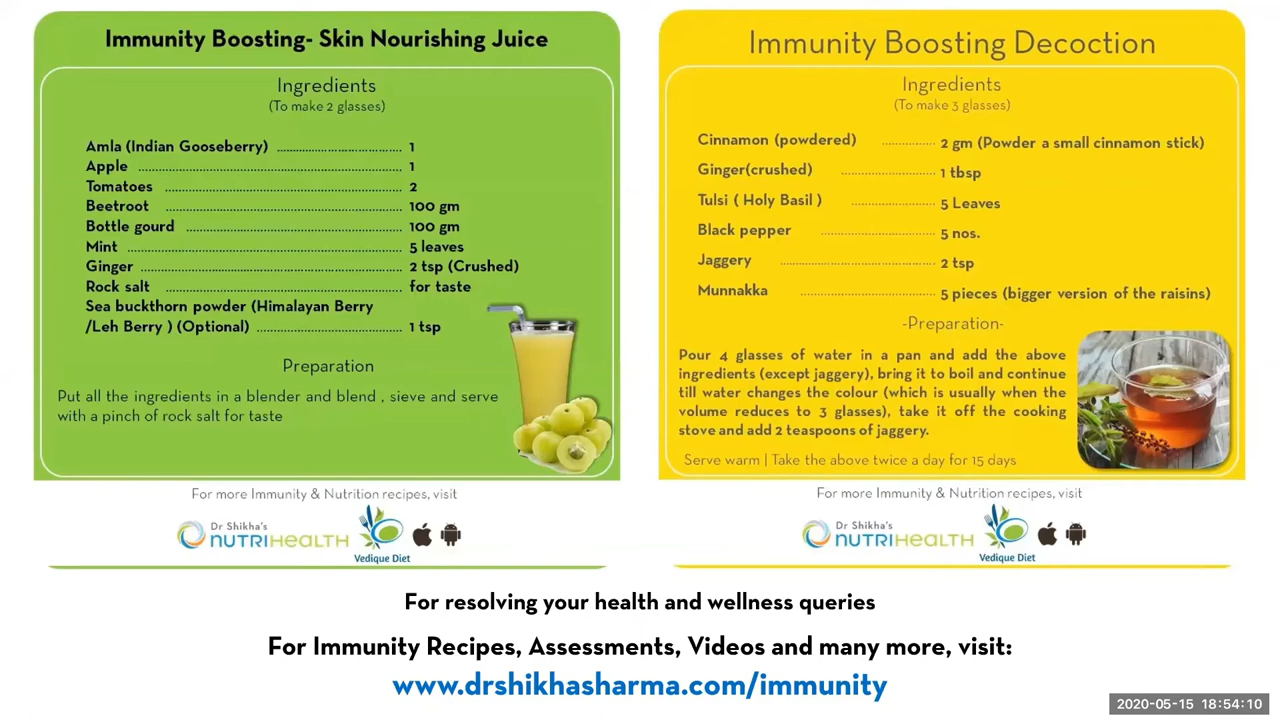 Immunity Boosting- Skin Nourishing Juice
Ingredients
(To make 2 glasses)
Amla (Indian Gooseberry) ........................................ 1
Apple ........................................ 1
Tomatoes ........................................ 2
Beetroot ........................................ 100 gm
Bottle gourd ........................................ 100 gm
Mint ........................................ 5 leaves
Ginger ........................................ 2 tsp (Crushed)
Rock salt ........................................ for taste
Sea buckthorn powder (Himalayan Berry
/Leh Berry ) (Optional) ........................................ 1 tsp
Preparation
Put all the ingredients in a blender and blend , sieve and serve
with a pinch of rock salt for taste
For more Immunity & Nutrition recipes, visit
Dr Shikha's
NUTRIHEALTH
Vedique Diet
Immunity Boosting Decoction
Ingredients
(To make 3 glasses)
Cinnamon (powdered) .............. 2 gm (Powder a small cinnamon stick)
Ginger(crushed) .............. 1 tbsp
Tulsi ( Holy Basil ) .............. 5 Leaves
Black pepper .............. 5 nos.
Jaggery .............. 2 tsp
Munnakka .............. 5 pieces (bigger version of the raisins)
-Preparation-
Pour 4 glasses of water in a pan and add the above
ingredients (except jaggery), bring it to boil and continue
till water changes the colour (which is usually when the
volume reduces to 3 glasses), take it off the cooking
stove and add 2 teaspoons of jaggery.
Serve warm | Take the above twice a day for 15 days
For more Immunity & Nutrition recipes, visit
Dr Shikha's
NUTRIHEALTH
Vedique Diet
For resolving your health and wellness queries
For Immunity Recipes, Assessments, Videos and many more, visit:
www.drshikhasharma.com/immunity
2020-05-15 18:54:10